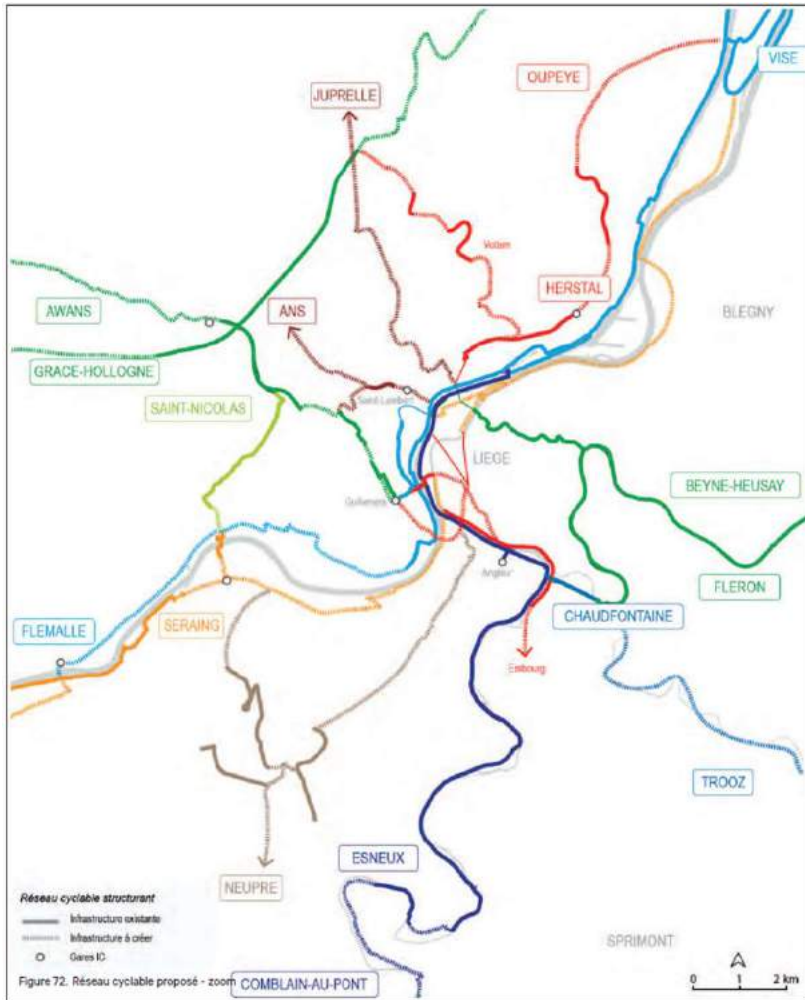 VISE
OUPEYE
JUPRELLE
Vottem
HERSTAL
BLEGNY
AWANS
ANS
GRACE-HOLLOGNE
Saint-Lambert
SAINT-NICOLAS
LIEGE
BEYNE-HEUSAY
Guillemins
Angleur
FLERON
CHAUDFONTAINE
FLEMALLE
SERAING
Embourg
TROOZ
ESNEUX
NEUPRE
Réseau cyclable structurant
Infrastructure existante
Infrastructure à créer
Gares IC
SPRIMONT
Figure 72. Réseau cyclable proposé - zoom
COMBLAIN-AU-PONT
0 1 2 km